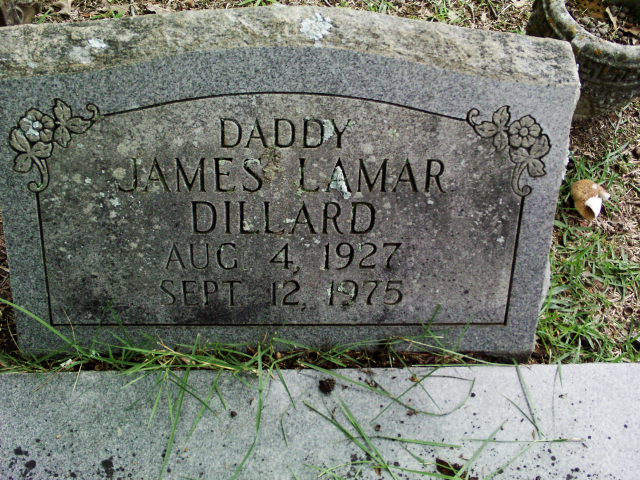 DADDY
JAMES LAMAR
DILLARD
AUG. 4, 1927
SEPT 12, 1975